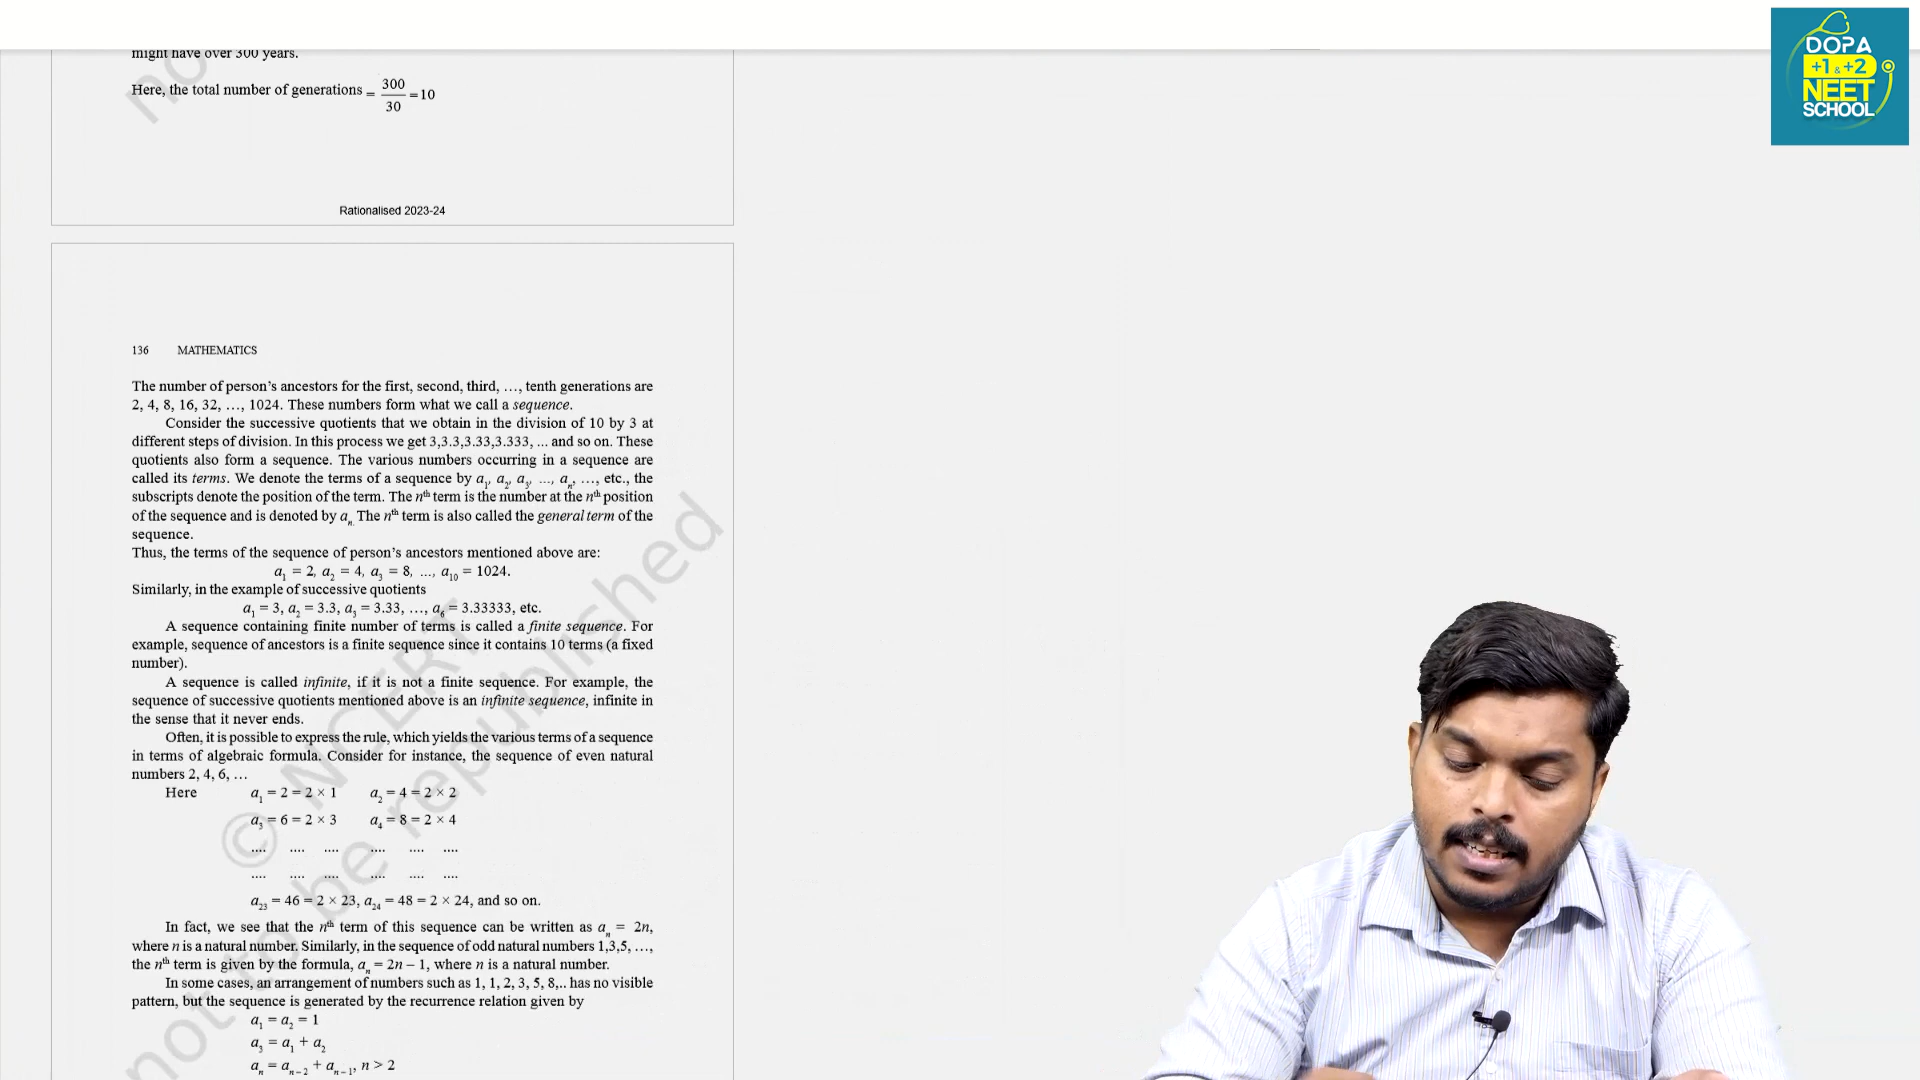 might have over 300 years.
Here, the total number of generations = 300/30 = 10
Rationalised 2023-24
136 MATHEMATICS
The number of person's ancestors for the first, second, third, …, tenth generations are
2, 4, 8, 16, 32, …, 1024. These numbers form what we call a sequence.
Consider the successive quotients that we obtain in the division of 10 by 3 at
different steps of division. In this process we get 3,3.3,3.33,3.333, ... and so on. These
quotients also form a sequence. The various numbers occurring in a sequence are
called its terms. We denote the terms of a sequence by a₁, a₂, a₃, ..., aₙ, …, etc., the
subscripts denote the position of the term. The nᵗʰ term is the number at the nᵗʰ position
of the sequence and is denoted by aₙ. The nᵗʰ term is also called the general term of the
sequence.
Thus, the terms of the sequence of person's ancestors mentioned above are:
a₁ = 2, a₂ = 4, a₃ = 8, …, a₁₀ = 1024.
Similarly, in the example of successive quotients
a₁ = 3, a₂ = 3.3, a₃ = 3.33, …, a₆ = 3.33333, etc.
A sequence containing finite number of terms is called a finite sequence. For
example, sequence of ancestors is a finite sequence since it contains 10 terms (a fixed
number).
A sequence is called infinite, if it is not a finite sequence. For example, the
sequence of successive quotients mentioned above is an infinite sequence, infinite in
the sense that it never ends.
Often, it is possible to express the rule, which yields the various terms of a sequence
in terms of algebraic formula. Consider for instance, the sequence of even natural
numbers 2, 4, 6, …
Here a₁ = 2 = 2 × 1 a₂ = 4 = 2 × 2
a₃ = 6 = 2 × 3 a₄ = 8 = 2 × 4
.... .... .... .... .... ....
.... .... .... .... .... ....
a₂₃ = 46 = 2 × 23, a₂₄ = 48 = 2 × 24, and so on.
In fact, we see that the nᵗʰ term of this sequence can be written as aₙ = 2n,
where n is a natural number. Similarly, in the sequence of odd natural numbers 1,3,5, …,
the nᵗʰ term is given by the formula, aₙ = 2n – 1, where n is a natural number.
In some cases, an arrangement of numbers such as 1, 1, 2, 3, 5, 8,.. has no visible
pattern, but the sequence is generated by the recurrence relation given by
a₁ = a₂ = 1
a₃ = a₁ + a₂
aₙ = aₙ₋₂ + aₙ₋₁, n > 2
© NCERT
not to be republished
no
DOPA
+1 & +2
NEET
SCHOOL